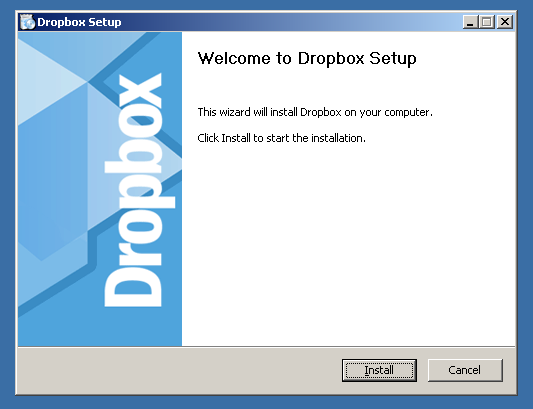 Dropbox Setup
Dropbox
Welcome to Dropbox Setup
This wizard will install Dropbox on your computer.
Click Install to start the installation.
Install
Cancel